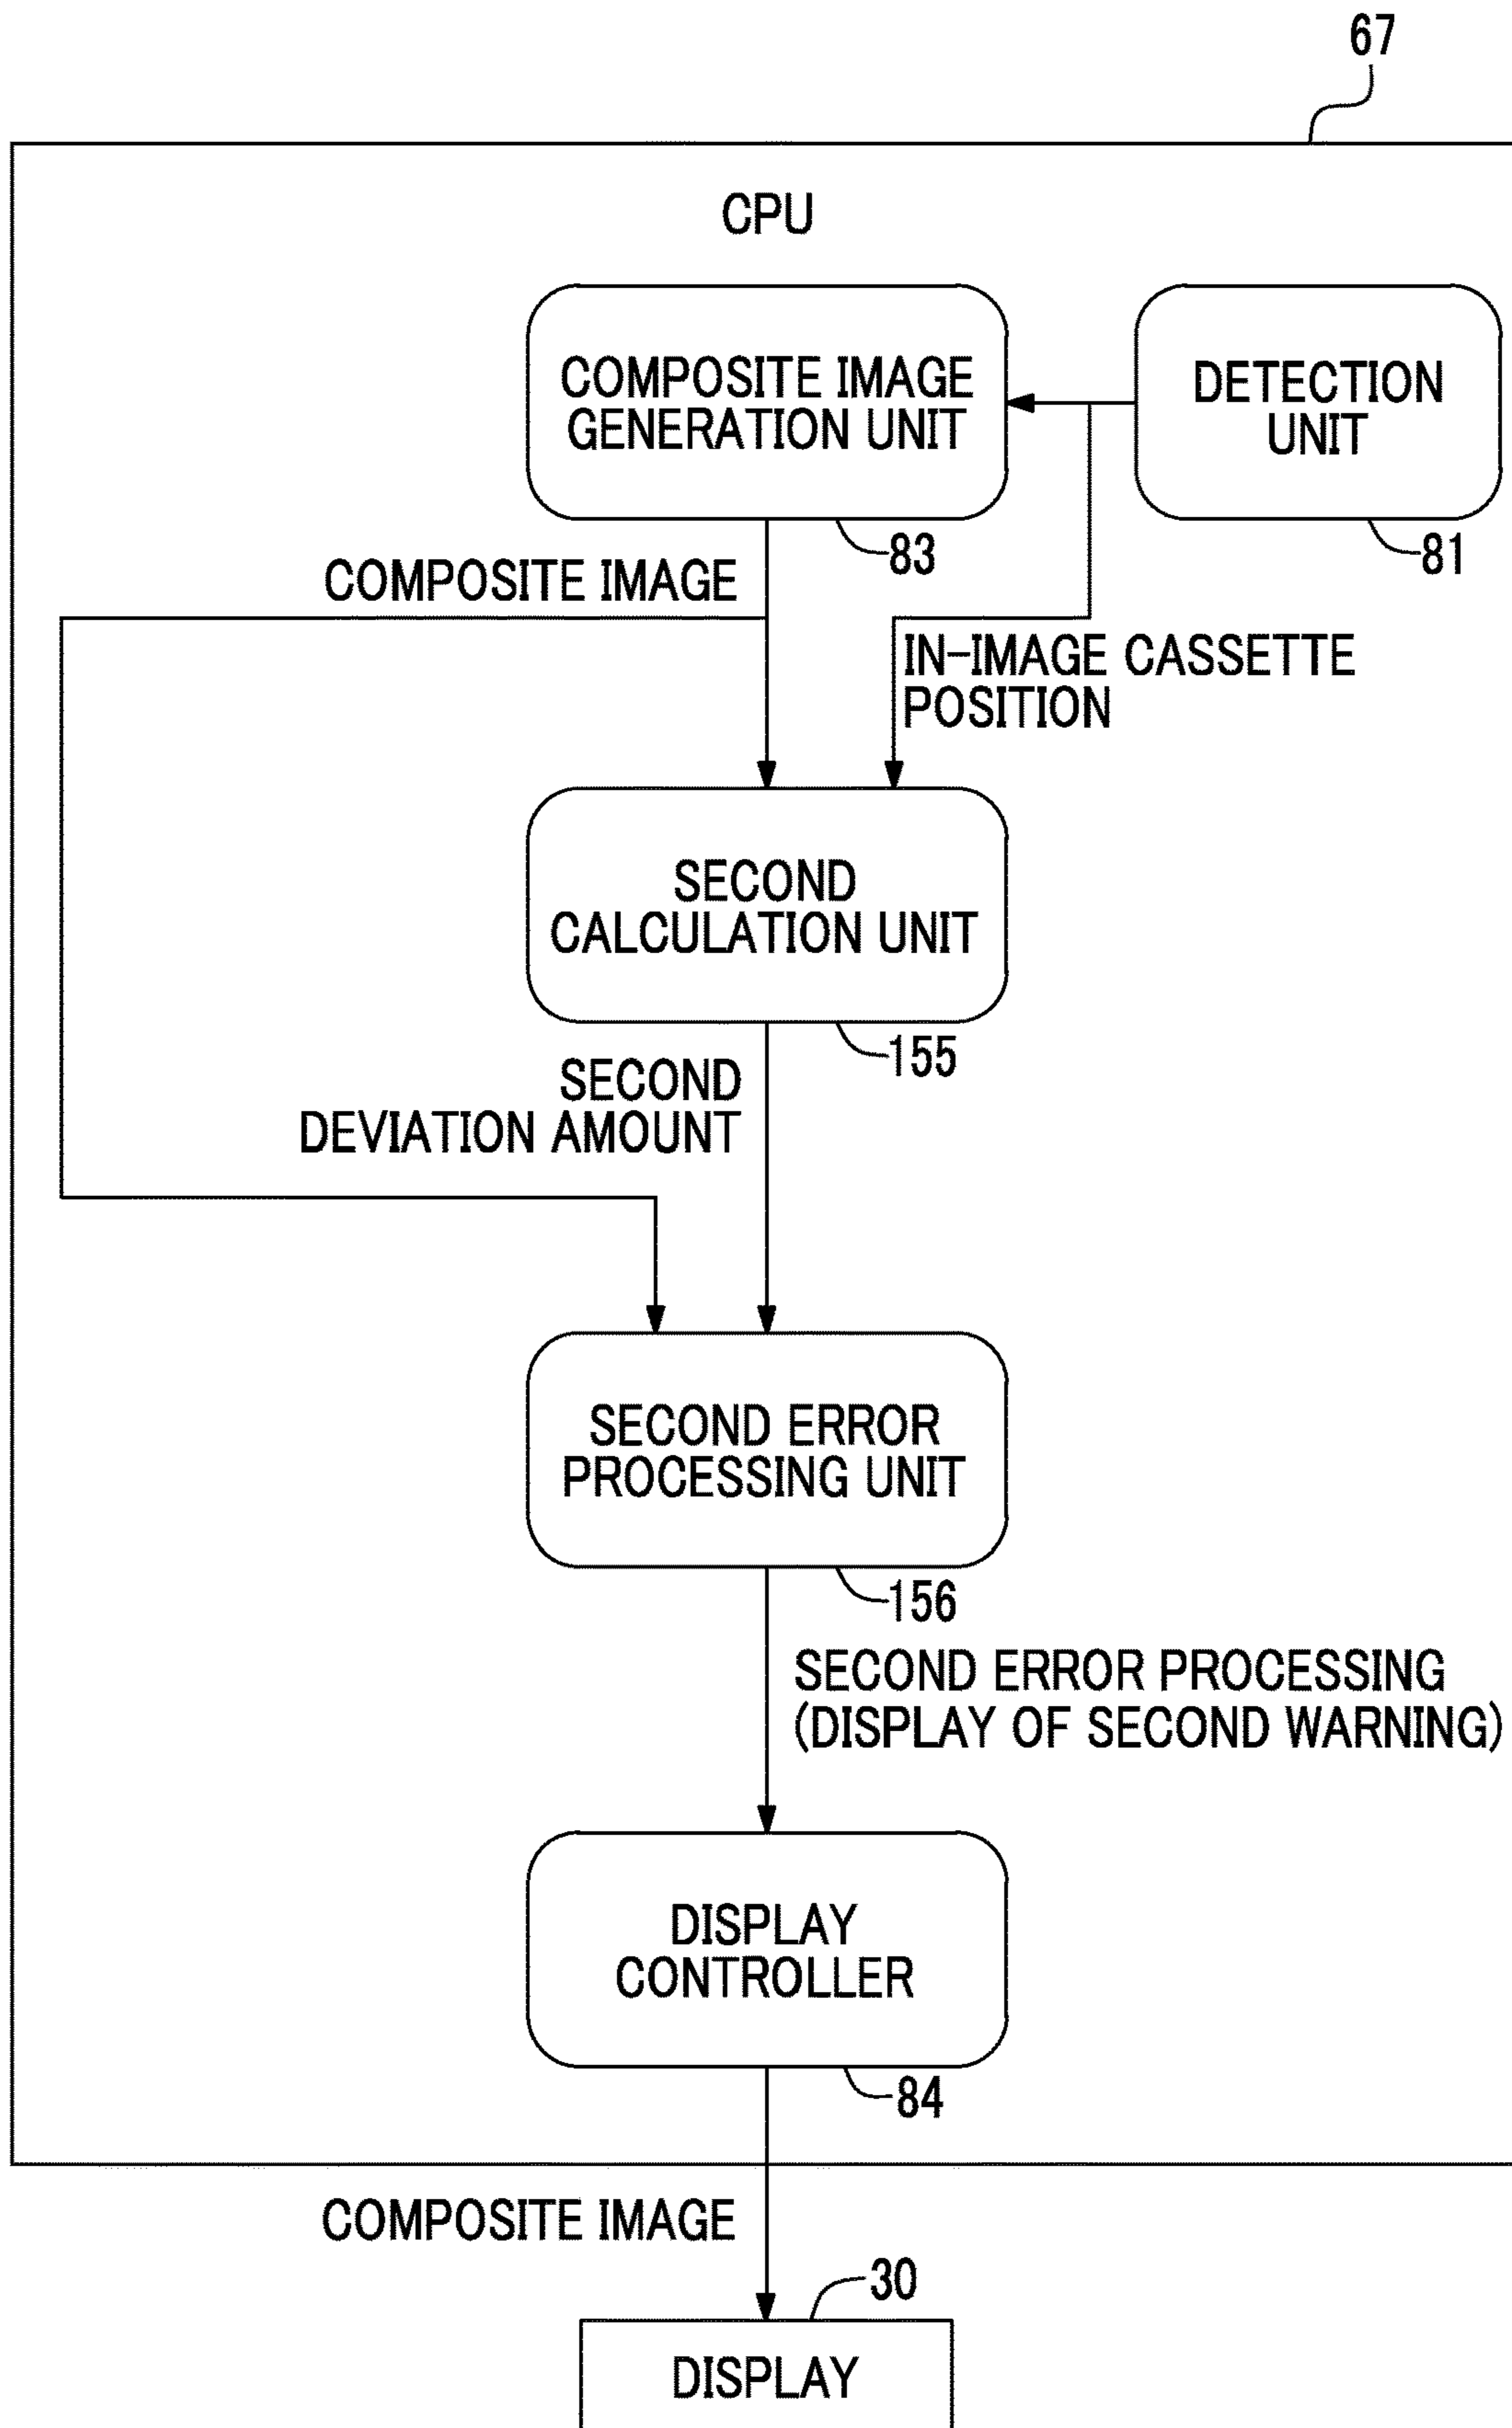 67
CPU
COMPOSITE IMAGE
GENERATION UNIT
DETECTION
UNIT
83
81
COMPOSITE IMAGE
IN-IMAGE CASSETTE
POSITION
SECOND
CALCULATION UNIT
155
SECOND
DEVIATION AMOUNT
SECOND ERROR
PROCESSING UNIT
156
SECOND ERROR PROCESSING
(DISPLAY OF SECOND WARNING)
DISPLAY
CONTROLLER
84
COMPOSITE IMAGE
30
DISPLAY